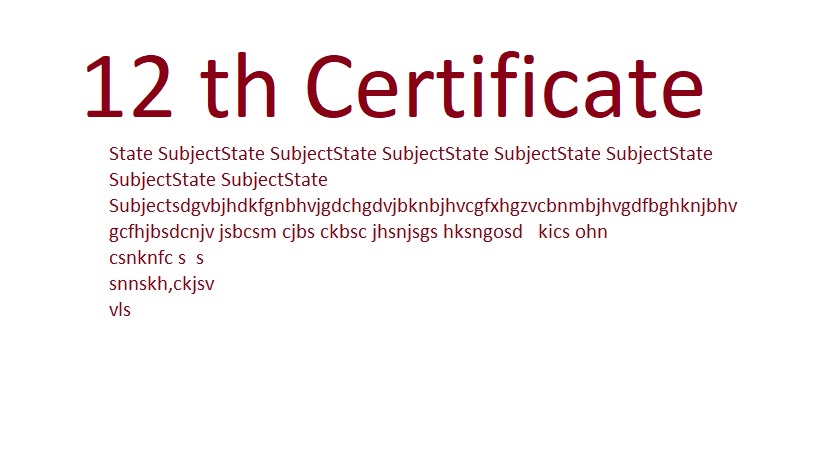 12 th Certificate
State SubjectState SubjectState SubjectState SubjectState SubjectState
SubjectState SubjectState
Subjectsdgvbjhdkfgnbhvjgdchgdvjbknbjhvcgfxhgzvcbnmbjhvgdfbghknjbhv
gcfhjbsdcnjv jsbcsm cjbs ckbsc jhsnjsgs hksngosd   kics ohn
csnknfc s  s
snnskh,ckjsv
vls